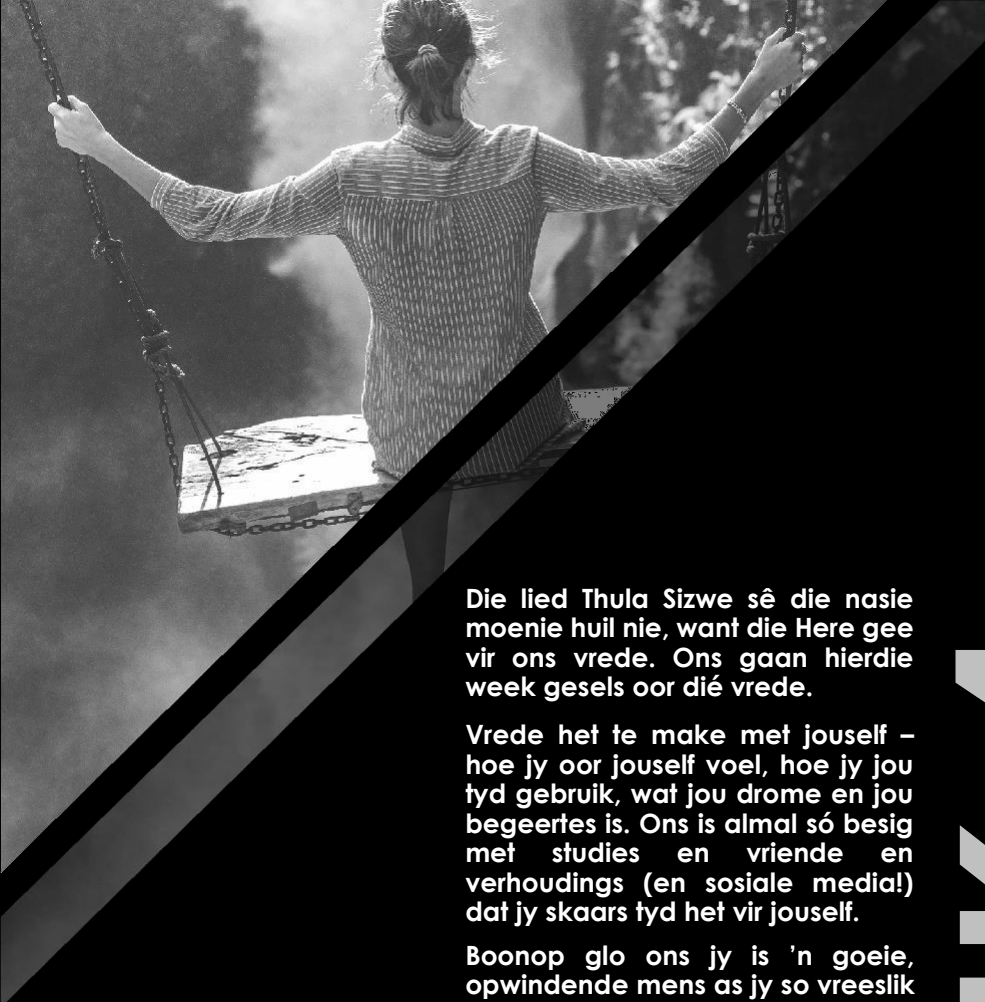 Die lied Thula Sizwe sê die nasie
moenie huil nie, want die Here gee
vir ons vrede. Ons gaan hierdie
week gesels oor dié vrede.
Vrede het te make met jouself –
hoe jy oor jouself voel, hoe jy jou
tyd gebruik, wat jou drome en jou
begeertes is. Ons is almal só besig
met studies en vriende en
verhoudings (en sosiale media!)
dat jy skaars tyd het vir jouself.
Boonop glo ons jy is ’n goeie,
opwindende mens as jy so vreeslik